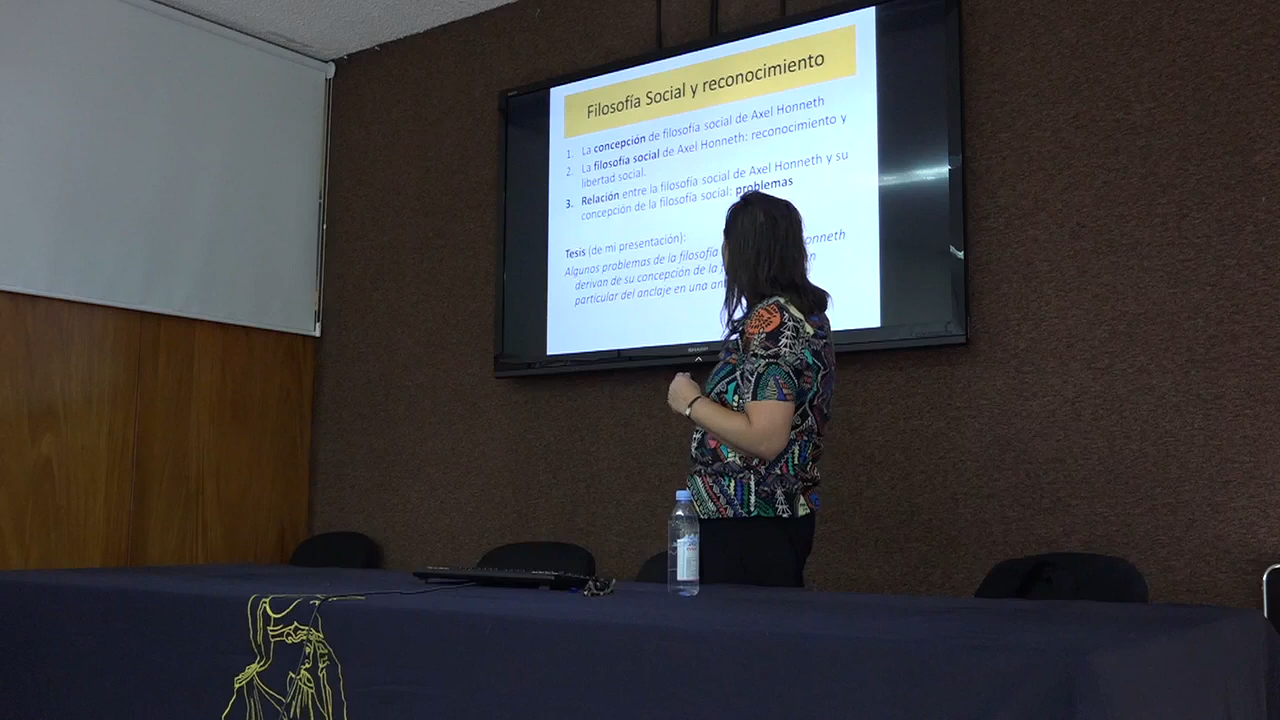 Filosofía Social y reconocimiento
1. La concepción de filosofía social de Axel Honneth
2. La filosofía social de Axel Honneth: reconocimiento y
libertad social.
3. Relación entre la filosofía social de Axel Honneth y su
concepción de la filosofía social: problemas
Tesis (de mi presentación):
Algunos problemas de la filosofía onneth
derivan de su concepción de la
particular del anclaje en una
SHARP